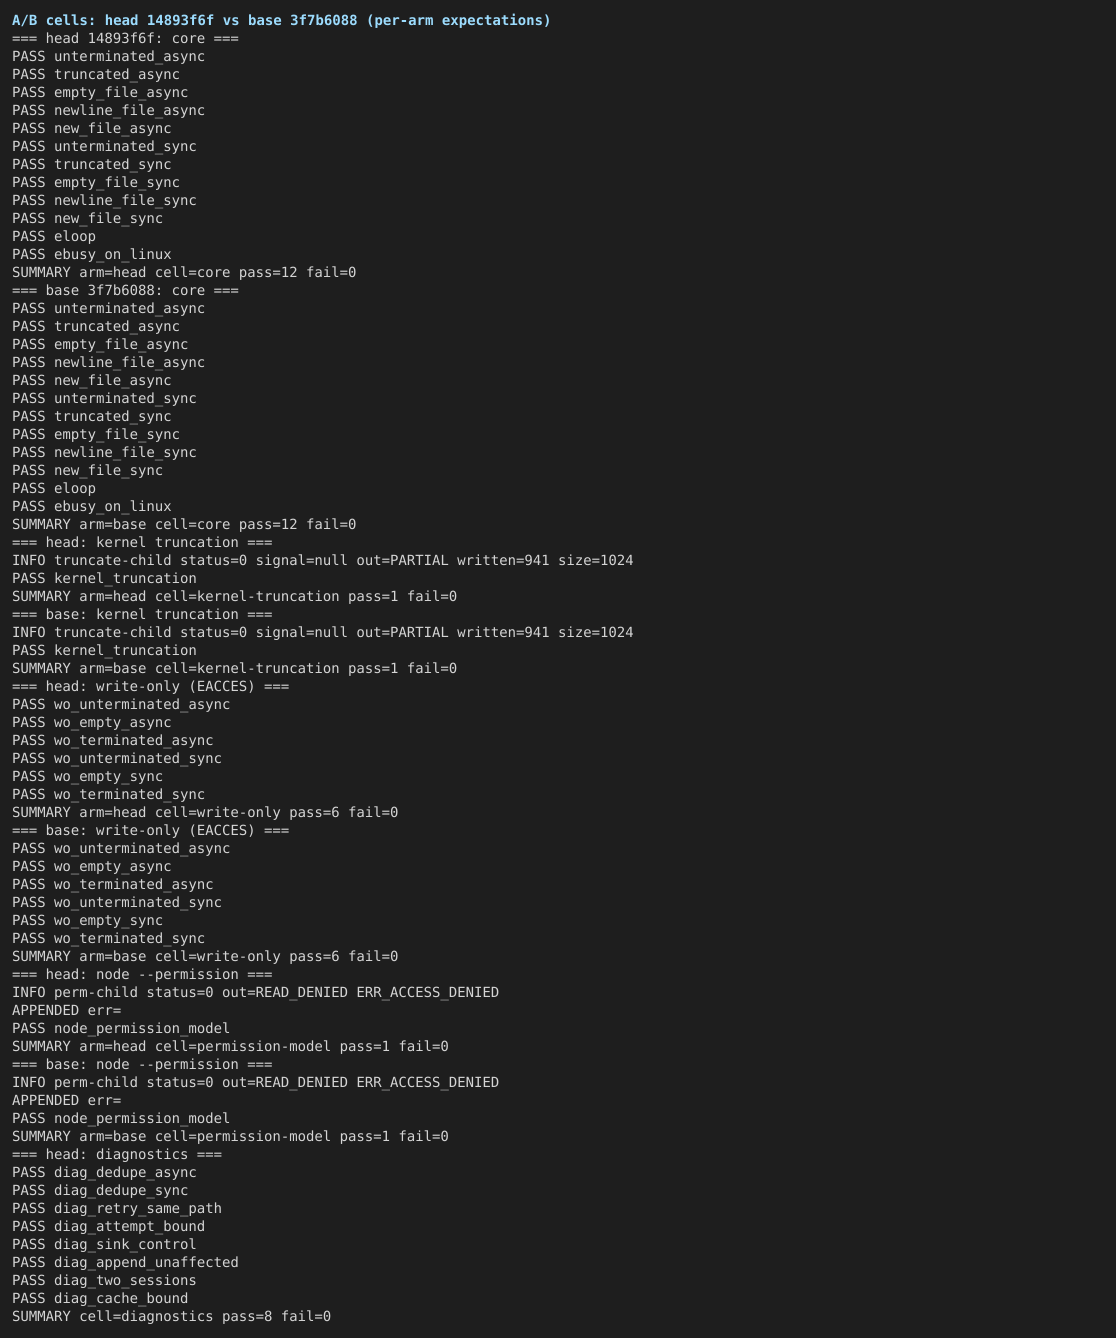 A/B cells: head 14893f6f vs base 3f7b6088 (per-arm expectations)
=== head 14893f6f: core ===
PASS unterminated_async
PASS truncated_async
PASS empty_file_async
PASS newline_file_async
PASS new_file_async
PASS unterminated_sync
PASS truncated_sync
PASS empty_file_sync
PASS newline_file_sync
PASS new_file_sync
PASS eloop
PASS ebusy_on_linux
SUMMARY arm=head cell=core pass=12 fail=0
=== base 3f7b6088: core ===
PASS unterminated_async
PASS truncated_async
PASS empty_file_async
PASS newline_file_async
PASS new_file_async
PASS unterminated_sync
PASS truncated_sync
PASS empty_file_sync
PASS newline_file_sync
PASS new_file_sync
PASS eloop
PASS ebusy_on_linux
SUMMARY arm=base cell=core pass=12 fail=0
=== head: kernel truncation ===
INFO truncate-child status=0 signal=null out=PARTIAL written=941 size=1024
PASS kernel_truncation
SUMMARY arm=head cell=kernel-truncation pass=1 fail=0
=== base: kernel truncation ===
INFO truncate-child status=0 signal=null out=PARTIAL written=941 size=1024
PASS kernel_truncation
SUMMARY arm=base cell=kernel-truncation pass=1 fail=0
=== head: write-only (EACCES) ===
PASS wo_unterminated_async
PASS wo_empty_async
PASS wo_terminated_async
PASS wo_unterminated_sync
PASS wo_empty_sync
PASS wo_terminated_sync
SUMMARY arm=head cell=write-only pass=6 fail=0
=== base: write-only (EACCES) ===
PASS wo_unterminated_async
PASS wo_empty_async
PASS wo_terminated_async
PASS wo_unterminated_sync
PASS wo_empty_sync
PASS wo_terminated_sync
SUMMARY arm=base cell=write-only pass=6 fail=0
=== head: node --permission ===
INFO perm-child status=0 out=READ_DENIED ERR_ACCESS_DENIED
APPENDED err=
PASS node_permission_model
SUMMARY arm=head cell=permission-model pass=1 fail=0
=== base: node --permission ===
INFO perm-child status=0 out=READ_DENIED ERR_ACCESS_DENIED
APPENDED err=
PASS node_permission_model
SUMMARY arm=base cell=permission-model pass=1 fail=0
=== head: diagnostics ===
PASS diag_dedupe_async
PASS diag_dedupe_sync
PASS diag_retry_same_path
PASS diag_attempt_bound
PASS diag_sink_control
PASS diag_append_unaffected
PASS diag_two_sessions
PASS diag_cache_bound
SUMMARY cell=diagnostics pass=8 fail=0